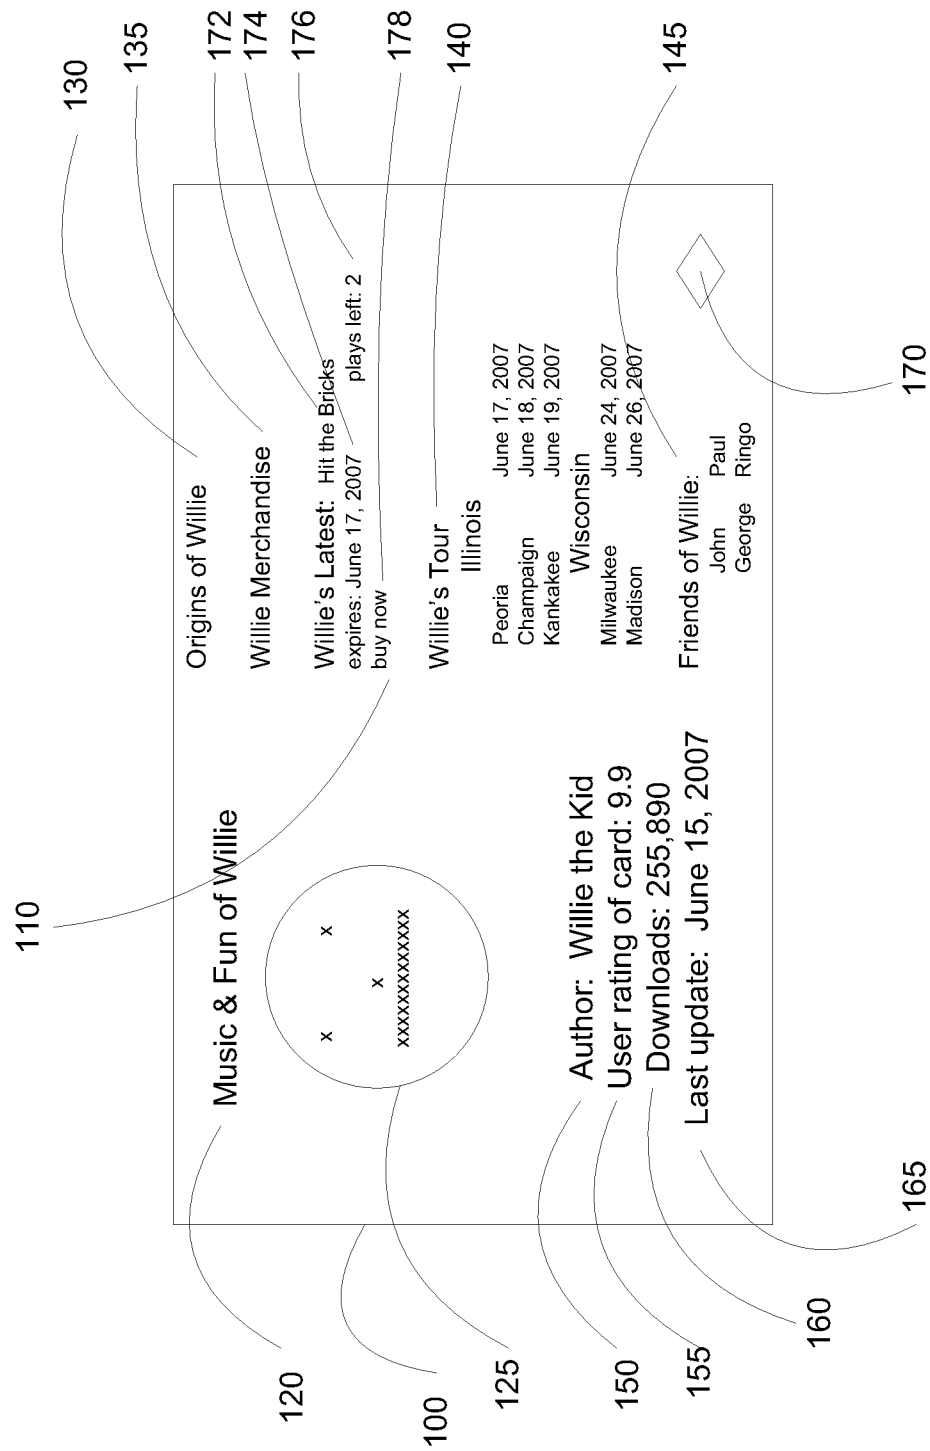 130
135
172
174
176
178
140
145
110
Music & Fun of Willie
x x
x
xxxxxxxxxxxxxx
Author: Willie the Kid
User rating of card: 9.9
Downloads: 255,890
Last update: June 15, 2007
Origins of Willie
Willie Merchandise
Willie's Latest: Hit the Bricks
expires: June 17, 2007 plays left: 2
buy now
Willie's Tour
Illinois
Peoria June 17, 2007
Champaign June 18, 2007
Kankakee June 19, 2007
Wisconsin
Milwaukee June 24, 2007
Madison June 26, 2007
Friends of Willie:
John Paul
George Ringo
170
120
100
125
150
155
160
165